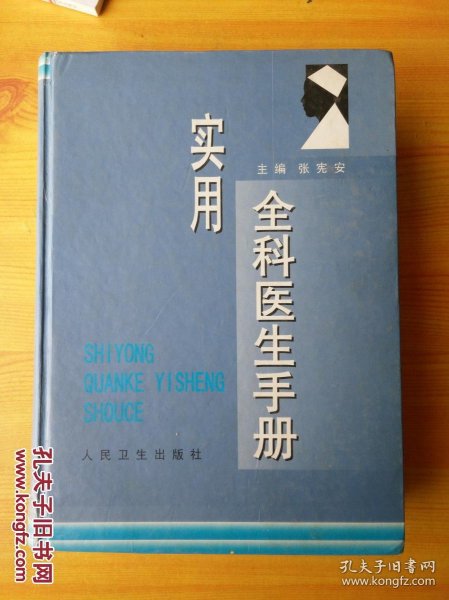 主编 张宪安
实用
全科医生手册
SHIYONG
QUANKE YISHENG
SHOUCE
人民卫生出版社
孔夫子旧书网
www.kongfz.com
孔夫子旧书网
www.kongfz.com